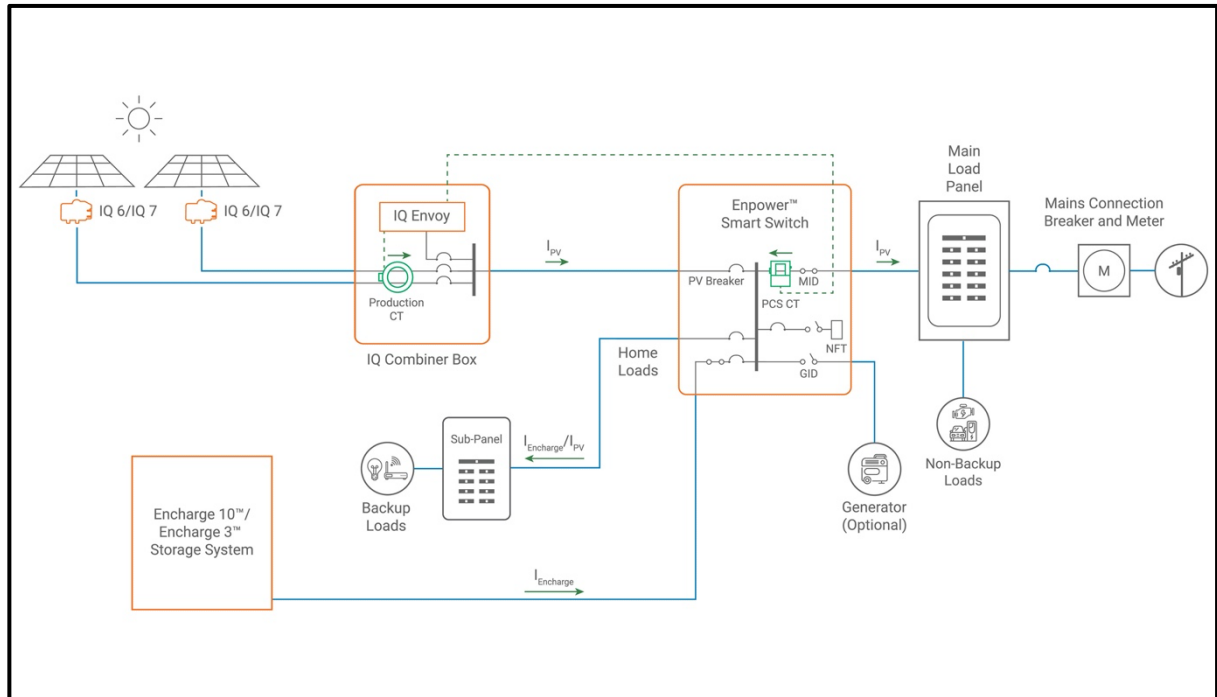 IQ 6/IQ 7
IQ 6/IQ 7
IQ Envoy
Production
CT
IQ Combiner Box
I_PV
Enpower™
Smart Switch
PV Breaker
PCS CT
MID
NFT
GID
I_PV
Main
Load
Panel
Mains Connection
Breaker and Meter
M
Home
Loads
Sub-Panel
I_Encharge/I_PV
Backup
Loads
Generator
(Optional)
Non-Backup
Loads
Encharge 10™/
Encharge 3™
Storage System
I_Encharge